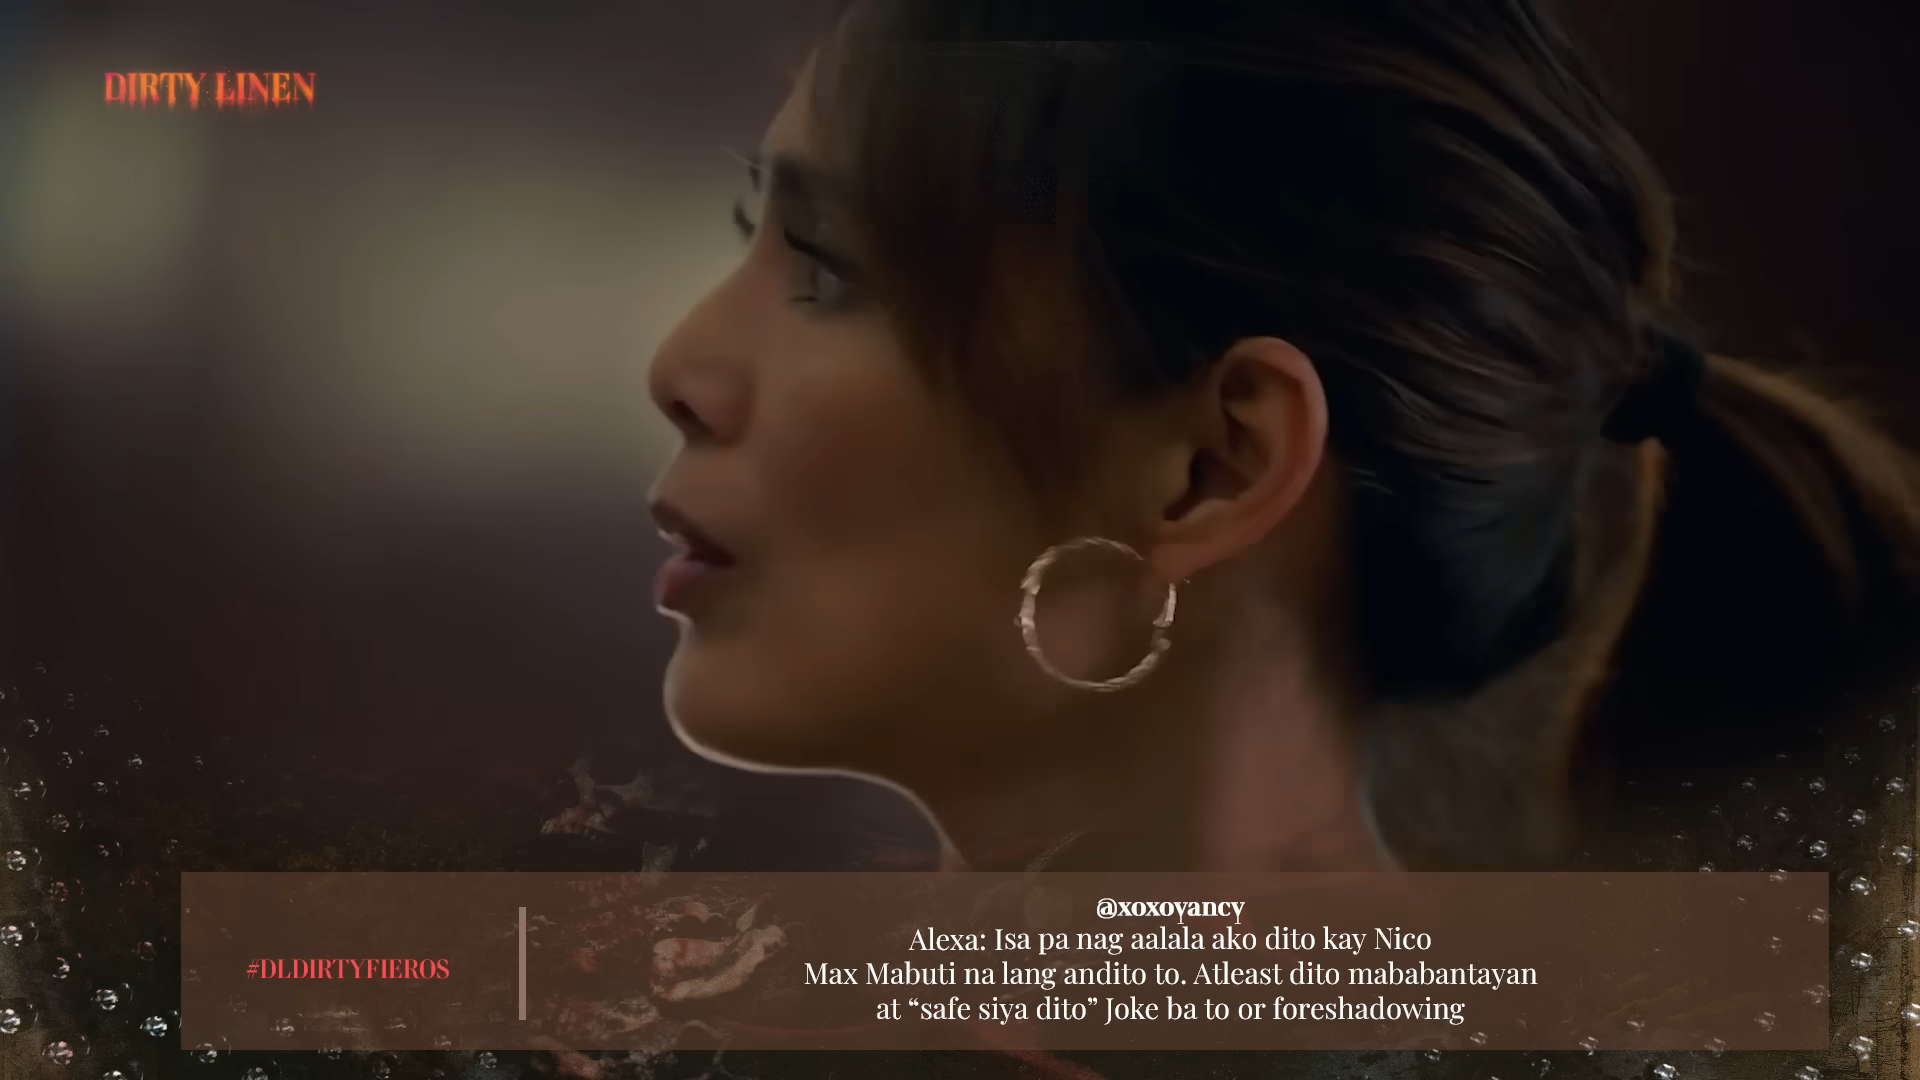 DIRTY LINEN
@xoxoyancy
Alexa: Isa pa nag aalala ako dito kay Nico
Max Mabuti na lang andito to. Atleast dito mababantayan
#DLDIRTYFIEROS
at “safe siya dito” Joke ba to or foreshadowing